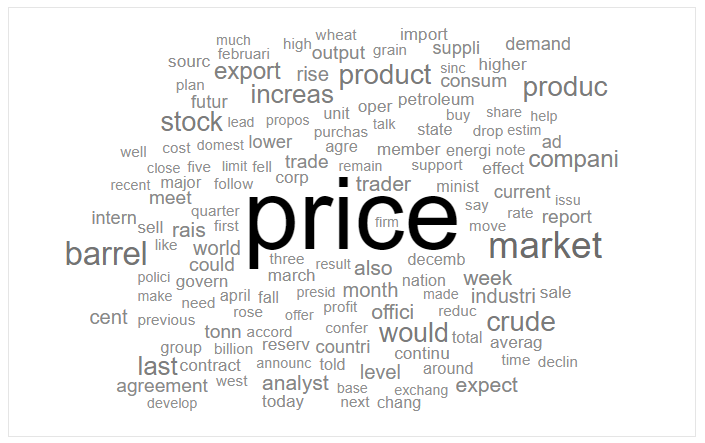 much wheat import
februari high output grain suppli demand
sourc export rise product sinc higher
plan increas consum produc
futur unit oper petroleum
stock lead propos purchas talk state buy share help
well cost domest lower agre member energi drop estim note ad
close five limit fell trade remain support effect compani
recent major follow corp trader minist current issu
meet price
intern quarter first firm say rate report
sell rais move
barrel like world market
could three result also decemb
polici govern march nation week
make need april fall presid month made industri sale
rose offer profit offici reduc
cent previous tonn accord confer would total crude
group billion reserv countri continu averag
last contract announc told level around time declin
agreement west analyst base exchang expect
develop today next chang